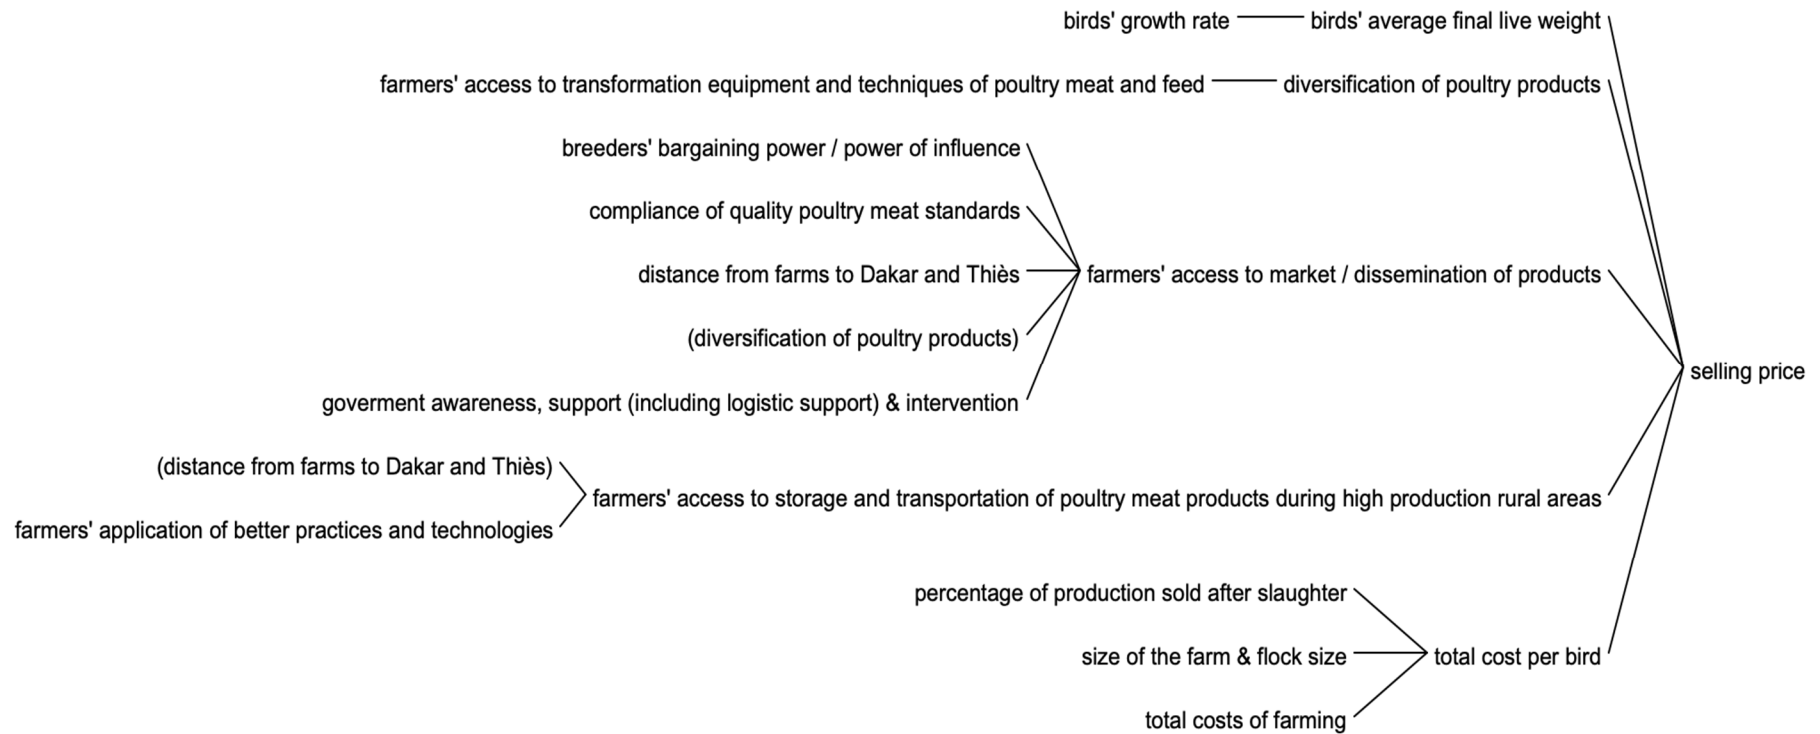 birds' growth rate
birds' average final live weight
farmers' access to transformation equipment and techniques of poultry meat and feed
diversification of poultry products
breeders' bargaining power / power of influence
compliance of quality poultry meat standards
distance from farms to Dakar and Thiès
farmers' access to market / dissemination of products
(diversification of poultry products)
selling price
goverment awareness, support (including logistic support) & intervention
(distance from farms to Dakar and Thiès)
farmers' access to storage and transportation of poultry meat products during high production rural areas
farmers' application of better practices and technologies
percentage of production sold after slaughter
size of the farm & flock size
total cost per bird
total costs of farming